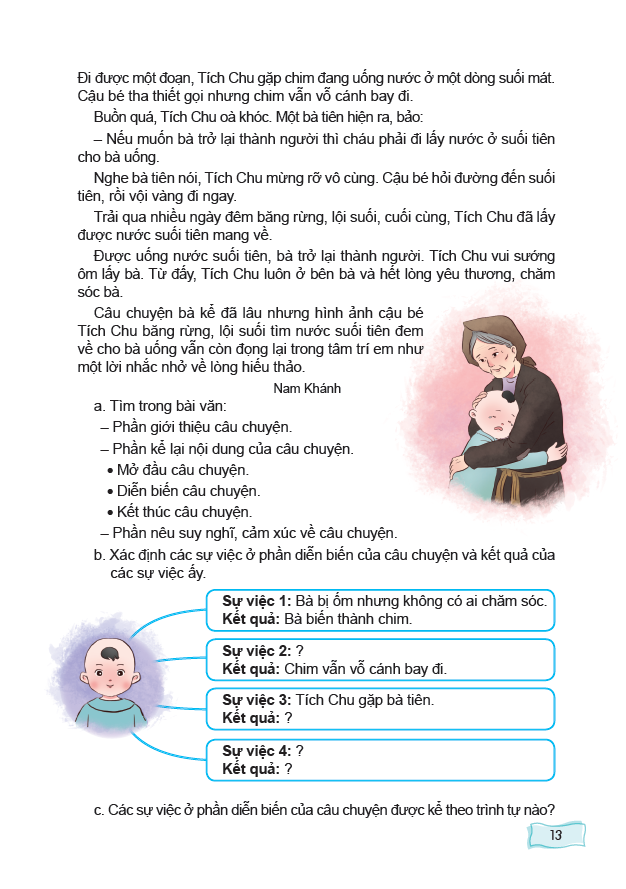 Đi được một đoạn, Tích Chu gặp chim đang uống nước ở một dòng suối mát.
Cậu bé tha thiết gọi nhưng chim vẫn vỗ cánh bay đi.
Buồn quá, Tích Chu oà khóc. Một bà tiên hiện ra, bảo:
– Nếu muốn bà trở lại thành người thì cháu phải đi lấy nước ở suối tiên
cho bà uống.
Nghe bà tiên nói, Tích Chu mừng rỡ vô cùng. Cậu bé hỏi đường đến suối
tiên, rồi vội vàng đi ngay.
Trải qua nhiều ngày đêm băng rừng, lội suối, cuối cùng, Tích Chu đã lấy
được nước suối tiên mang về.
Được uống nước suối tiên, bà trở lại thành người. Tích Chu vui sướng
ôm lấy bà. Từ đấy, Tích Chu luôn ở bên bà và hết lòng yêu thương, chăm
sóc bà.
Câu chuyện bà kể đã lâu nhưng hình ảnh cậu bé
Tích Chu băng rừng, lội suối tìm nước suối tiên đem
về cho bà uống vẫn còn đọng lại trong tâm trí em như
một lời nhắc nhở về lòng hiếu thảo.
Nam Khánh
a. Tìm trong bài văn:
– Phần giới thiệu câu chuyện.
– Phần kể lại nội dung của câu chuyện.
• Mở đầu câu chuyện.
• Diễn biến câu chuyện.
• Kết thúc câu chuyện.
– Phần nêu suy nghĩ, cảm xúc về câu chuyện.
b. Xác định các sự việc ở phần diễn biến của câu chuyện và kết quả của
các sự việc ấy.
Sự việc 1: Bà bị ốm nhưng không có ai chăm sóc.
Kết quả: Bà biến thành chim.
Sự việc 2: ?
Kết quả: Chim vẫn vỗ cánh bay đi.
Sự việc 3: Tích Chu gặp bà tiên.
Kết quả: ?
Sự việc 4: ?
Kết quả: ?
c. Các sự việc ở phần diễn biến của câu chuyện được kể theo trình tự nào?
13